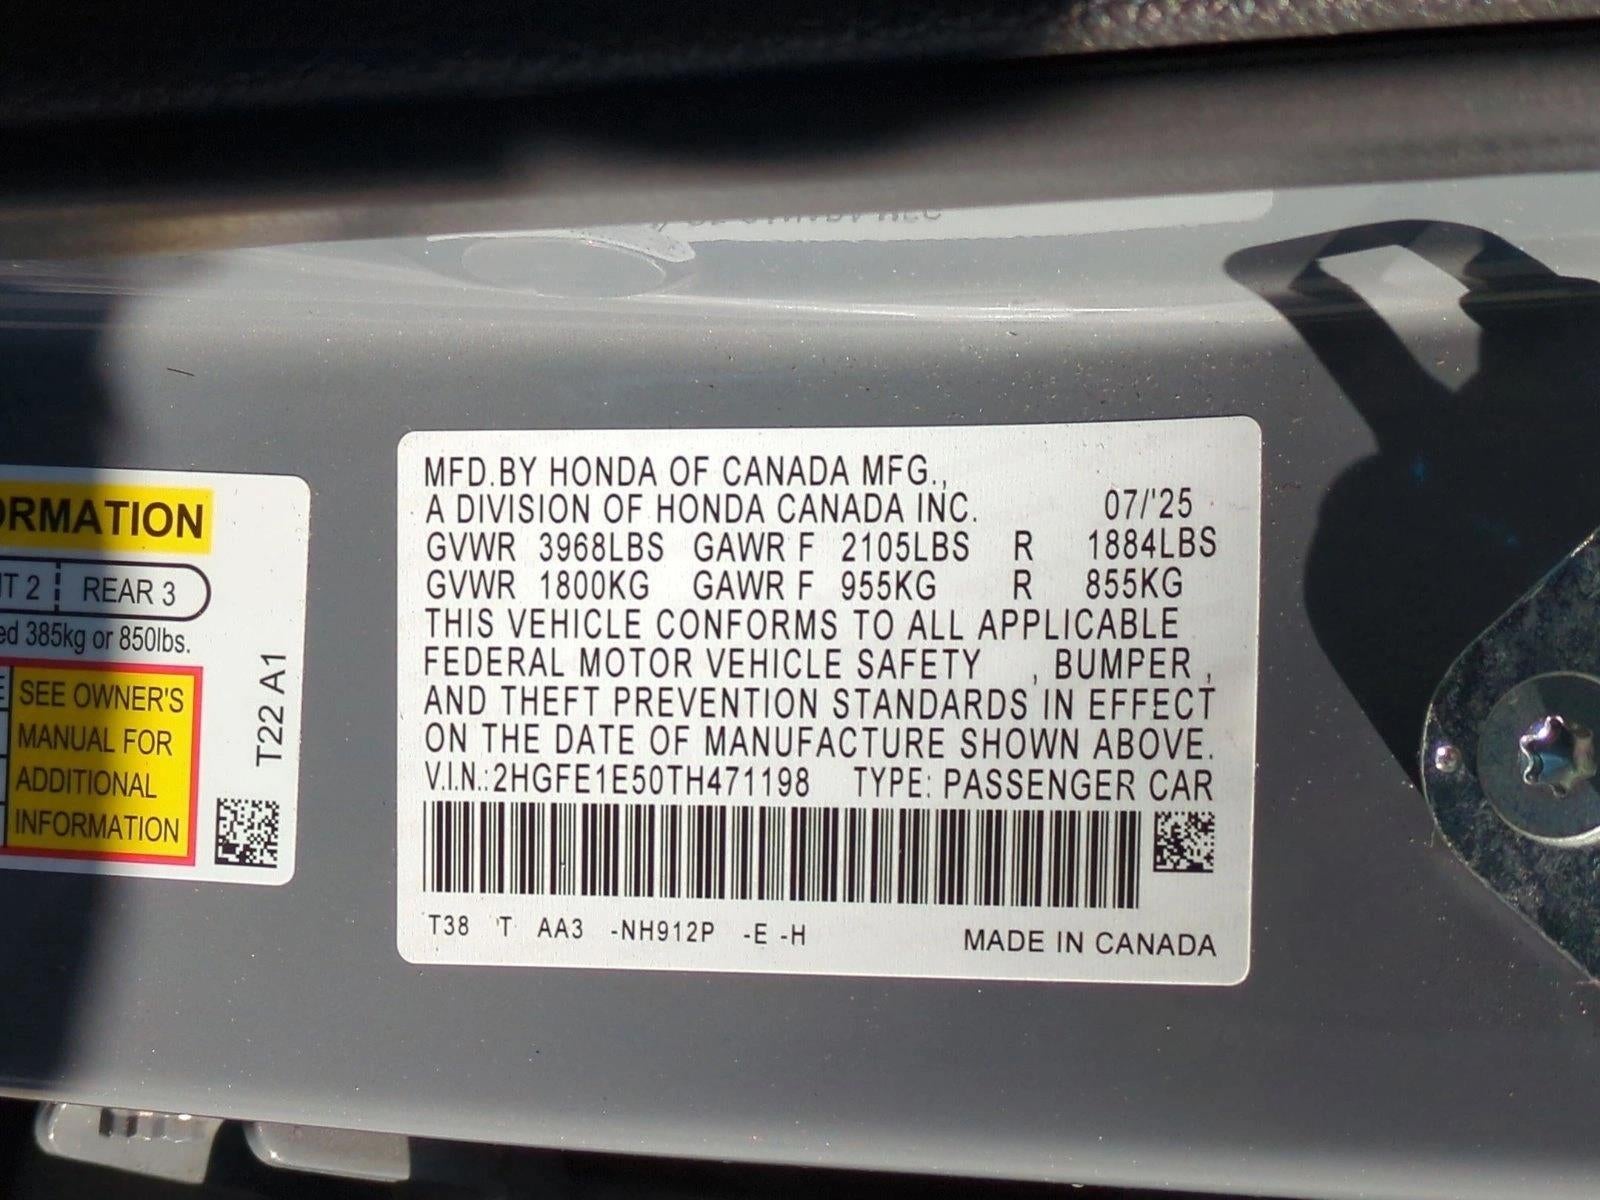 ORMATION
T 2 REAR 3
ed 385kg or 850lbs.
SEE OWNER'S
MANUAL FOR
ADDITIONAL
INFORMATION
T22 A1
MFD.BY HONDA OF CANADA MFG.,
A DIVISION OF HONDA CANADA INC. 07/'25
GVWR 3968LBS GAWR F 2105LBS R 1884LBS
GVWR 1800KG GAWR F 955KG R 855KG
THIS VEHICLE CONFORMS TO ALL APPLICABLE
FEDERAL MOTOR VEHICLE SAFETY , BUMPER ,
AND THEFT PREVENTION STANDARDS IN EFFECT
ON THE DATE OF MANUFACTURE SHOWN ABOVE.
V.I.N.:2HGFE1E50TH471198 TYPE: PASSENGER CAR
T38 T AA3 -NH912P -E -H MADE IN CANADA